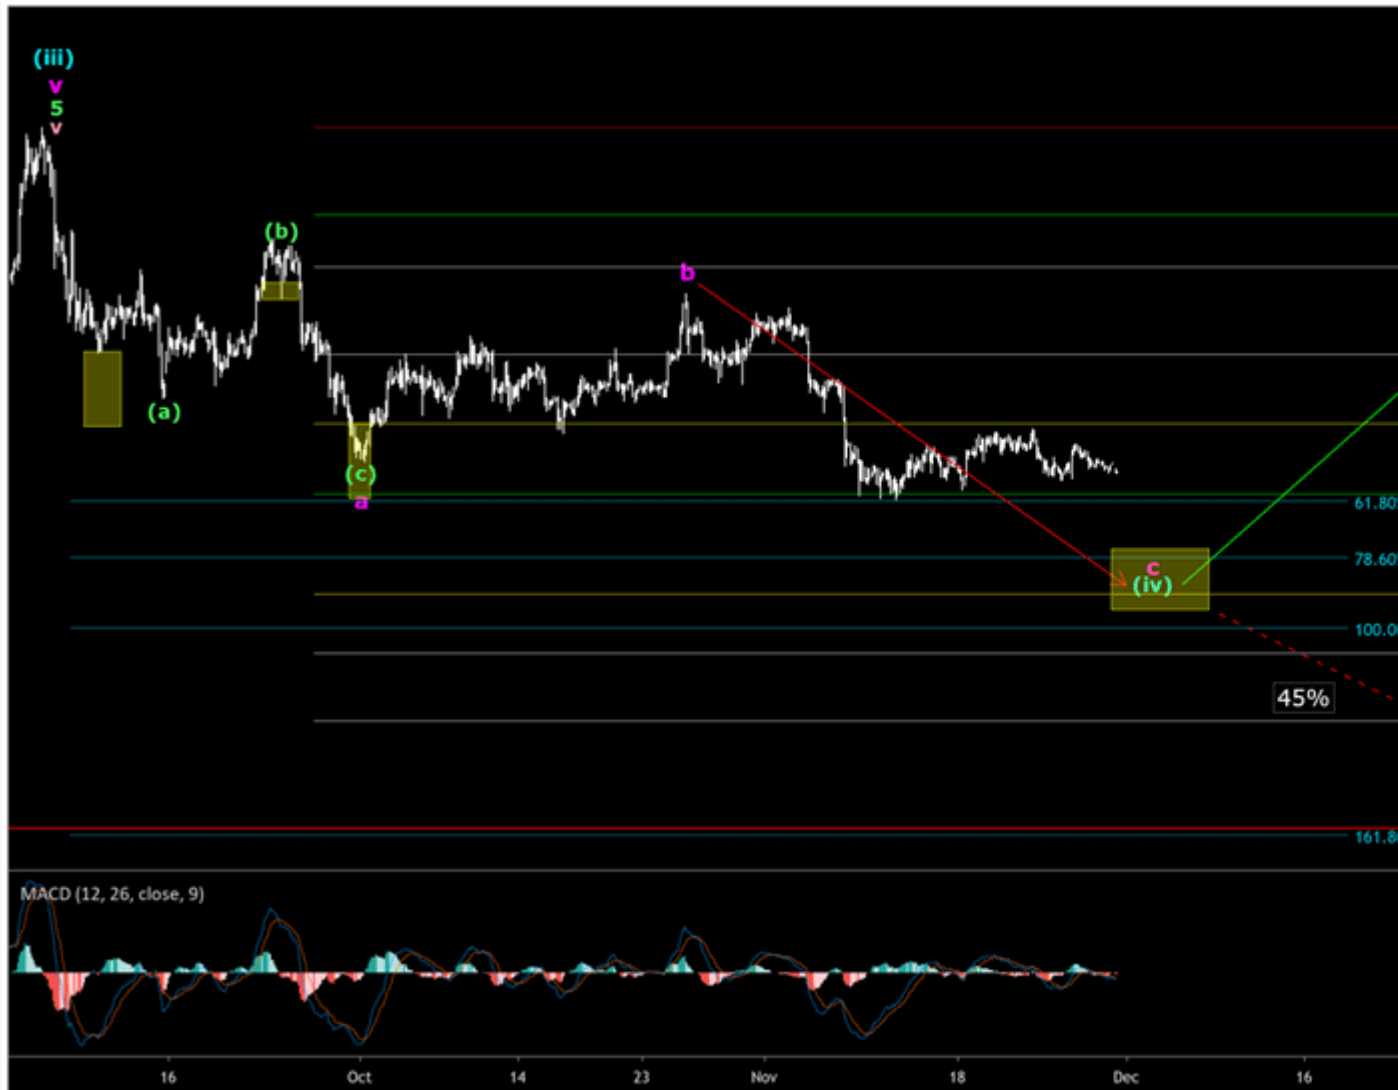 (iii)
v
5
v
(b)
b
(a)
(c)
a
61.80
78.60
c
(iv)
100.0
45%
161.8
MACD (12, 26, close, 9)
16 Oct 14 23 Nov 18 Dec 16